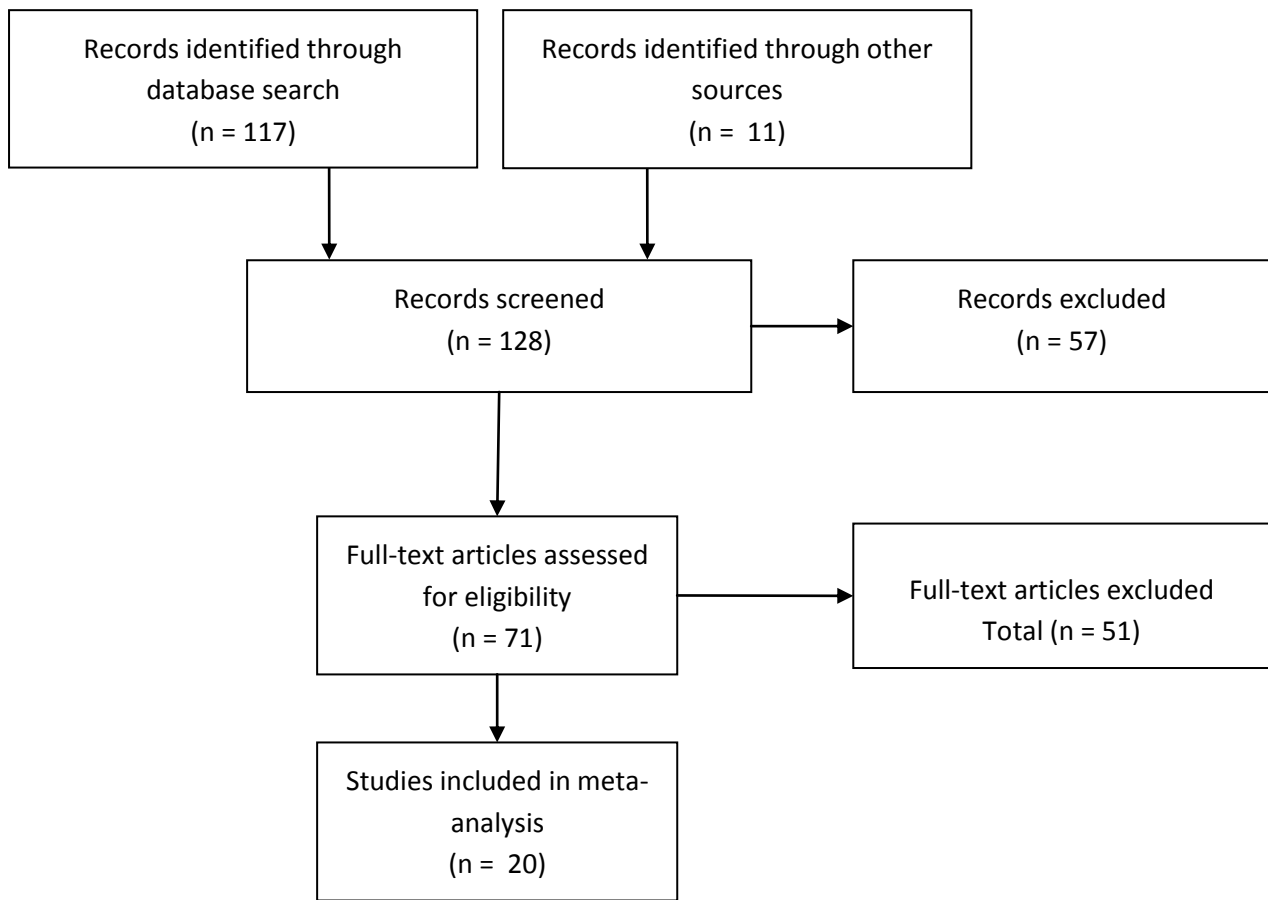 Records identified through
database search
(n = 117)
Records identified through other
sources
(n =  11)
Records screened
(n = 128)
Records excluded
(n = 57)
Full-text articles assessed
for eligibility
(n = 71)
Full-text articles excluded
Total (n = 51)
Studies included in meta-
analysis
(n =  20)